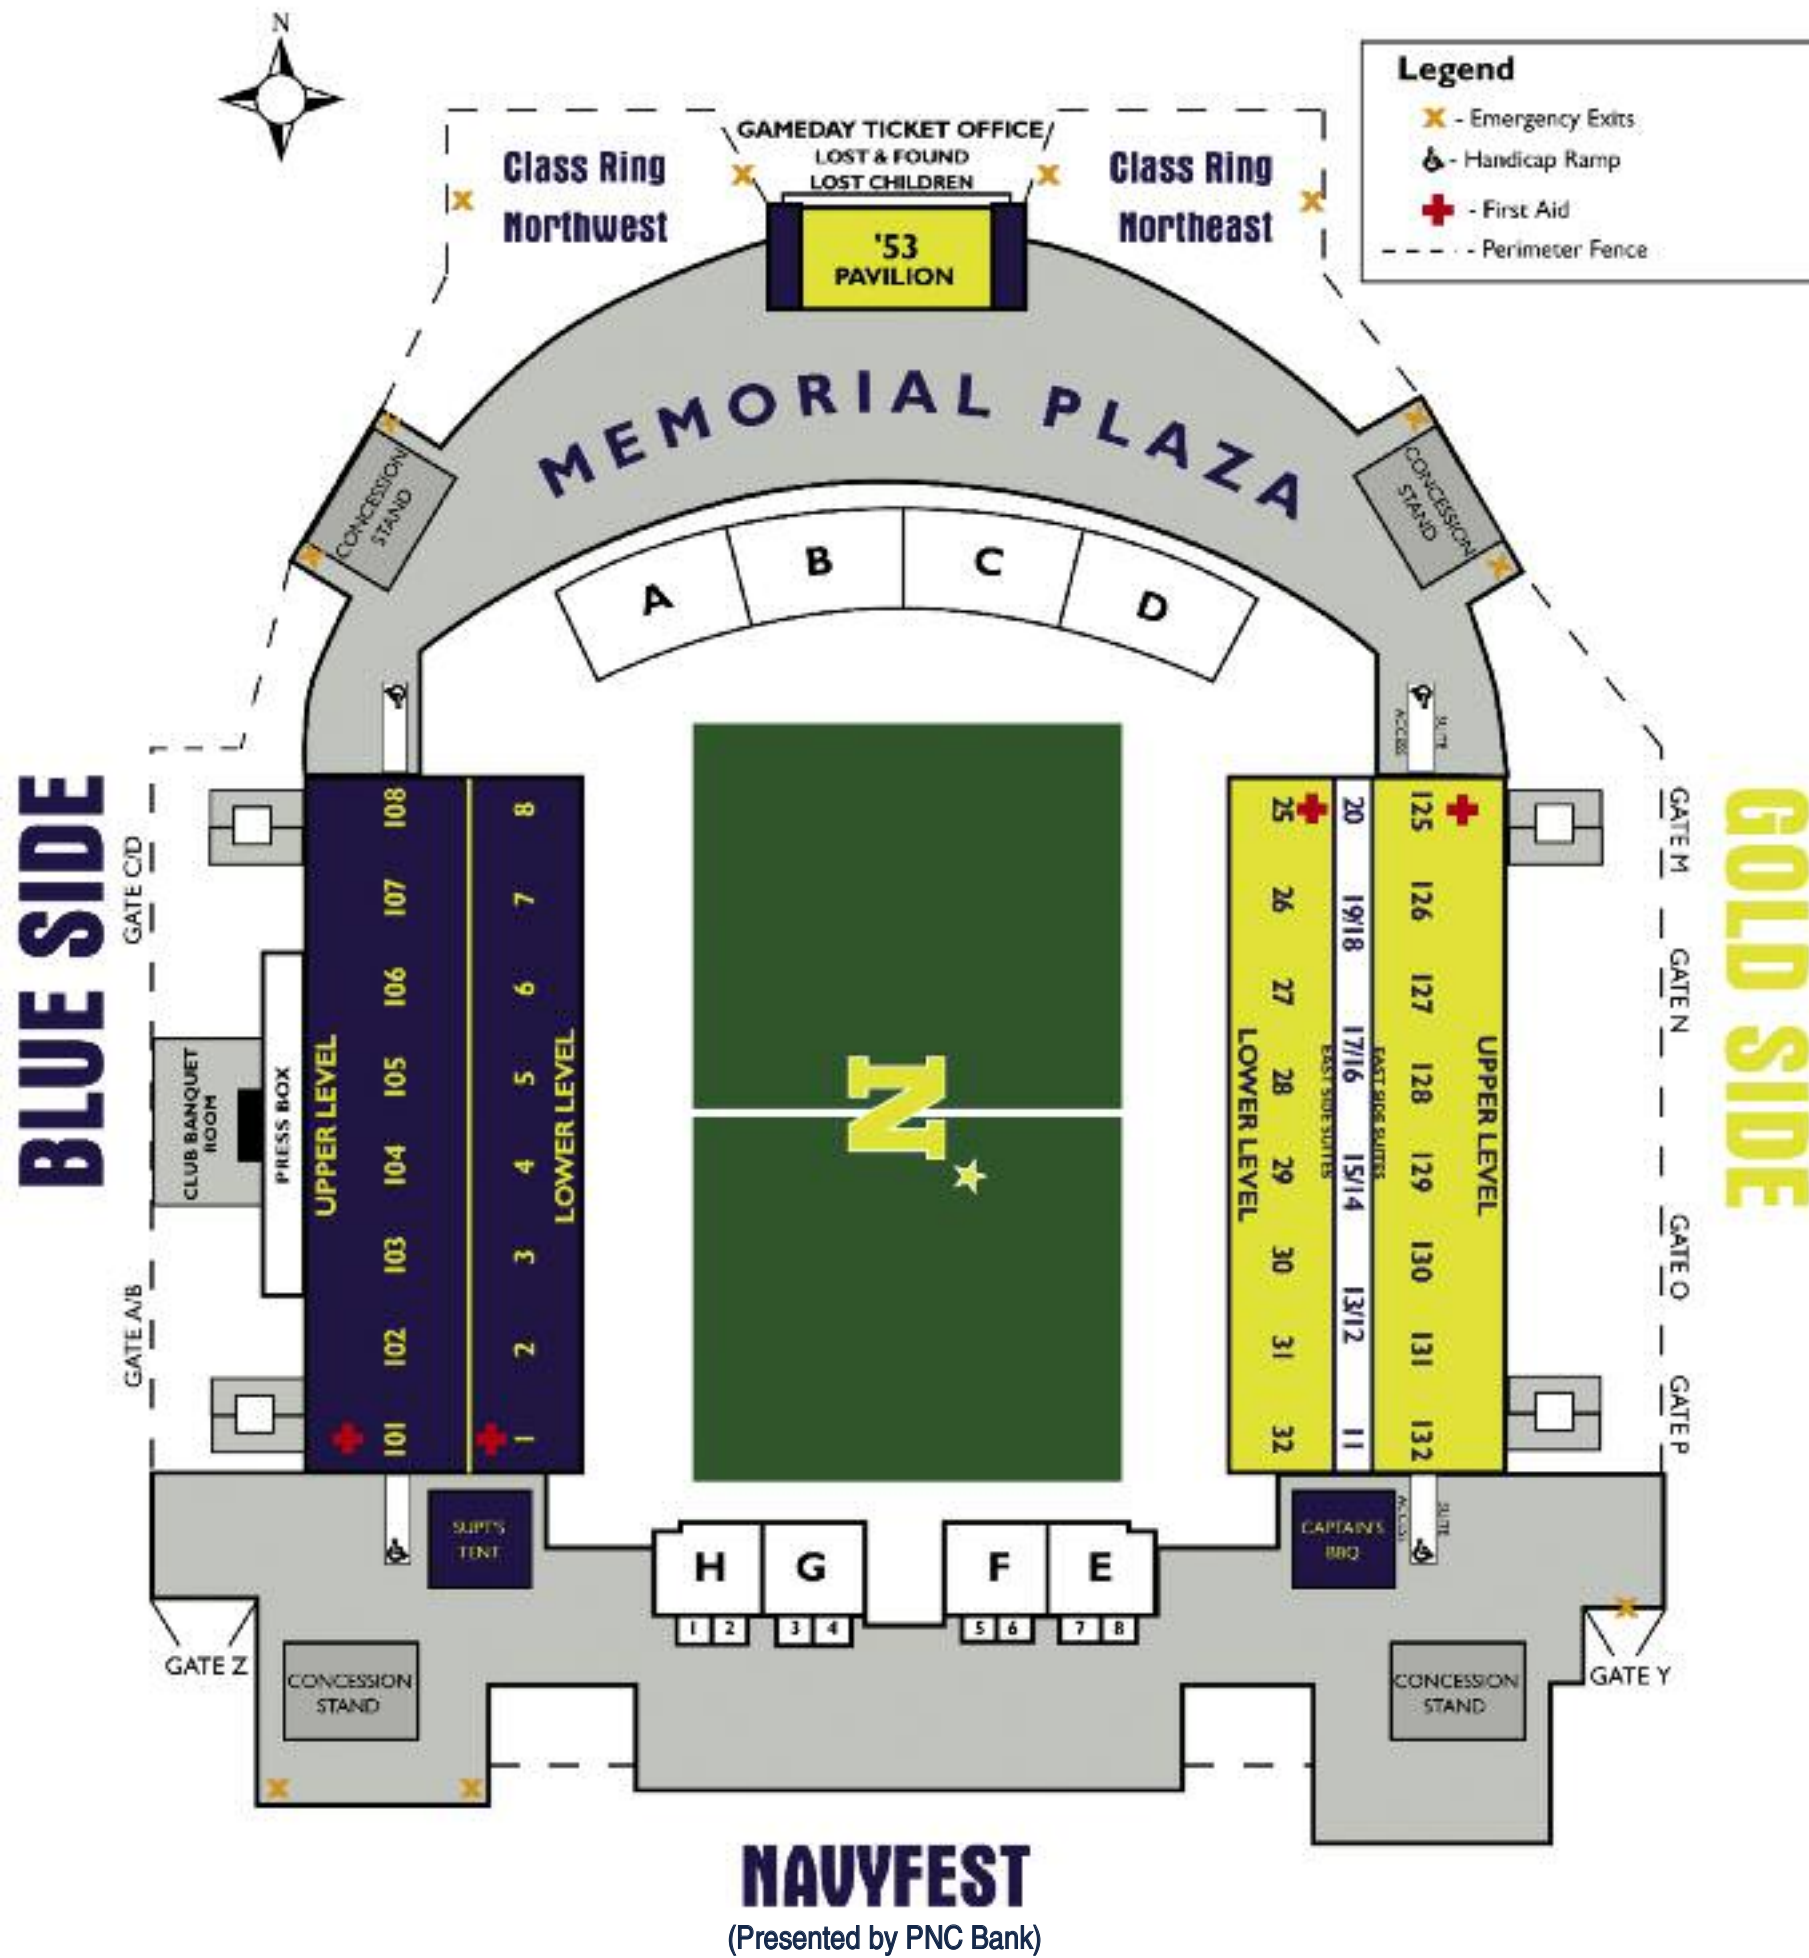 N
Legend
X - Emergency Exits
- Handicap Ramp
- First Aid
- Perimeter Fence
GAMEDAY TICKET OFFICE
LOST & FOUND
LOST CHILDREN
Class Ring
Northwest
Class Ring
Northeast
'53
PAVILION
MEMORIAL PLAZA
CONCESSION
STAND
CONCESSION
STAND
A
B
C
D
SUITE
ACCESS
BLUE SIDE
GATE C/D
GATE A/B
CLUB BANQUET
ROOM
PRESS BOX
UPPER LEVEL
108
107
106
105
104
103
102
101
8
7
6
5
4
3
2
1
LOWER LEVEL
N
LOWER LEVEL
25
26
27
28
29
30
31
32
EAST SIDE SUITES
20
19/18
17/16
15/14
13/12
11
EAST SIDE SUITES
125
126
127
128
129
130
131
132
UPPER LEVEL
GATE M
GATE N
GATE O
GATE P
GOLD SIDE
SUPT'S
TENT
CAPTAIN'S
BBQ
SUITE
ACCESS
H
G
F
E
1
2
3
4
5
6
7
8
GATE Z
GATE Y
CONCESSION
STAND
CONCESSION
STAND
NAVYFEST
(Presented by PNC Bank)